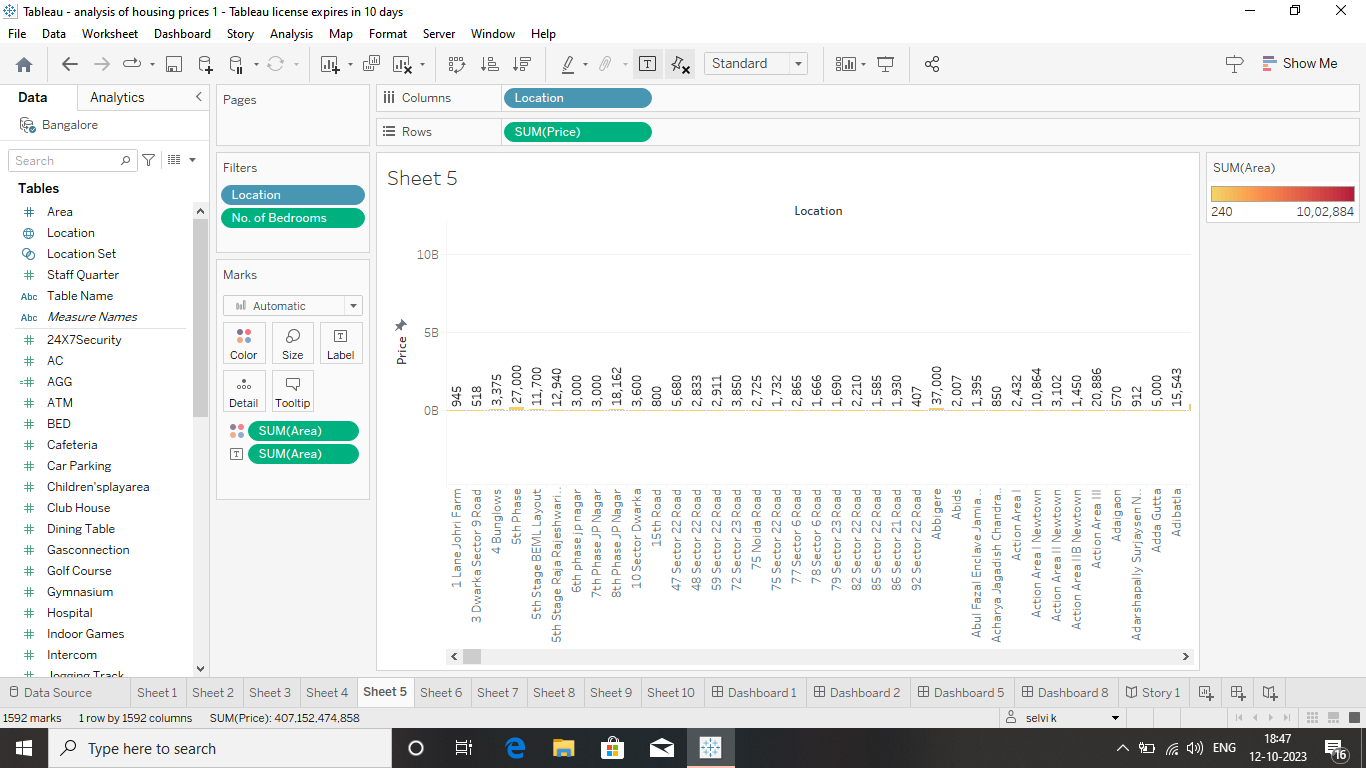 Tableau - analysis of housing prices 1 - Tableau license expires in 10 days
File Data Worksheet Dashboard Story Analysis Map Format Server Window Help
Standard
Show Me
Data Analytics
Bangalore
Search
Tables
Area
Location
Location Set
Staff Quarter
Abc Table Name
Abc Measure Names
24X7Security
AC
AGG
ATM
BED
Cafeteria
Car Parking
Children'splayarea
Club House
Dining Table
Gasconnection
Golf Course
Gymnasium
Hospital
Indoor Games
Intercom
Jogging Track
Pages
Filters
Location
No. of Bedrooms
Marks
Automatic
Color Size Label
Detail Tooltip
SUM(Area)
SUM(Area)
Columns Location
Rows SUM(Price)
Sheet 5
Location
10B
5B
0B
Price
945
518
3,375
27,000
11,700
12,940
3,000
3,000
18,162
3,600
800
5,680
2,833
2,911
3,850
2,725
1,732
2,865
1,666
1,690
2,210
1,585
1,930
407
37,000
2,007
1,395
850
2,432
10,864
3,102
1,450
20,886
570
912
5,000
15,543
1 Lane Johri Farm
3 Dwarka Sector 9 Road
4 Bunglows
5th Phase
5th Stage BEML Layout
5th Stage Raja Rajeshwari..
6th phase jp nagar
7th Phase JP Nagar
8th Phase JP Nagar
10 Sector Dwarka
15th Road
47 Sector 22 Road
48 Sector 22 Road
59 Sector 22 Road
72 Sector 23 Road
75 Noida Road
75 Sector 22 Road
77 Sector 6 Road
78 Sector 6 Road
79 Sector 23 Road
82 Sector 22 Road
85 Sector 22 Road
86 Sector 21 Road
92 Sector 22 Road
Abbigere
Abids
Abul Fazal Enclave Jamia..
Acharya Jagadish Chandra..
Action Area I
Action Area I Newtown
Action Area II Newtown
Action Area IIB Newtown
Action Area III
Adaigaon
Adarshapally Surjaysen N..
Adda Gutta
Adibatla
SUM(Area)
240 10,02,884
Data Source Sheet 1 Sheet 2 Sheet 3 Sheet 4 Sheet 5 Sheet 6 Sheet 7 Sheet 8 Sheet 9 Sheet 10 Dashboard 1 Dashboard 2 Dashboard 5 Dashboard 8 Story 1
1592 marks 1 row by 1592 columns SUM(Price): 407,152,474,858 selvi k
Type here to search
ENG
18:47
12-10-2023
16